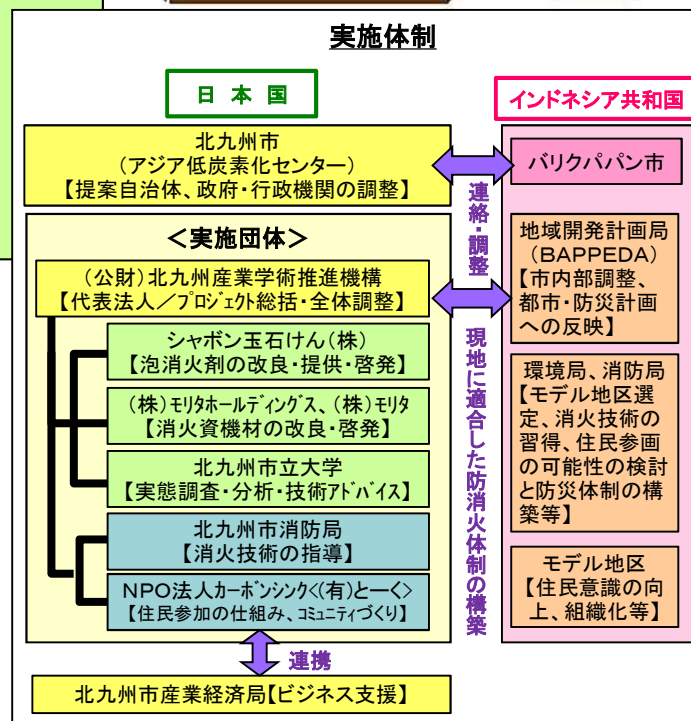 実施体制
日本国
北九州市
(アジア低炭素化センター)
【提案自治体、政府・行政機関の調整】
<実施団体>
(公財)北九州産業学術推進機構
【代表法人/プロジェクト総括・全体調整】
シャボン玉石けん(株)
【泡消火剤の改良・提供・啓発】
(株)モリタホールディングス、(株)モリタ
【消火資機材の改良・啓発】
北九州市立大学
【実態調査・分析・技術アドバイス】
北九州市消防局
【消火技術の指導】
NPO法人カーボンシンク<(有)とーく>
【住民参加の仕組み、コミュニティづくり】
連携
北九州市産業経済局【ビジネス支援】
連絡・調整
現地に適合した防消火体制の構築
インドネシア共和国
バリクパパン市
地域開発計画局
(BAPPEDA)
【市内部調整、
都市・防災計画
への反映】
環境局、消防局
【モデル地区選
定、消火技術の
習得、住民参画
の可能性の検討
と防災体制の構
築等】
モデル地区
【住民意識の向
上、組織化等】